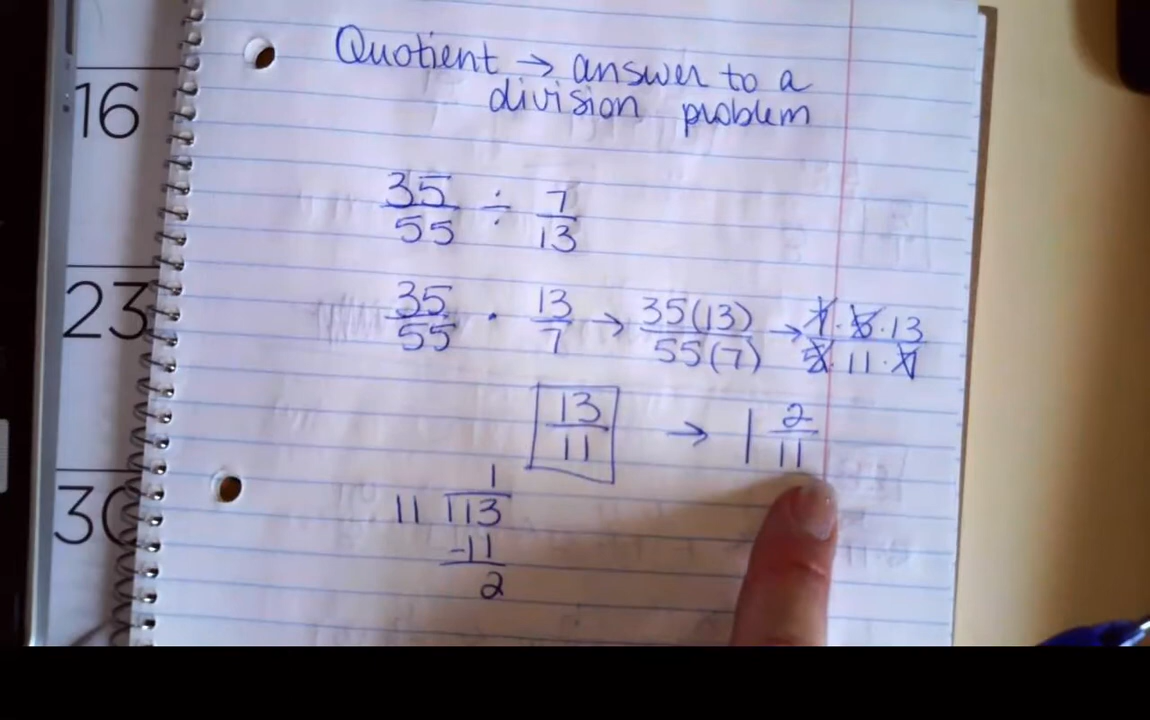 Quotient → answer to a
division problem
16
35/55 ÷ 7/13
23
35/55 · 13/7 → 35(13)/55(7) → 7·5·13/5·11·7
13/11 → 1 2/11
1
11 13
-11
2
30